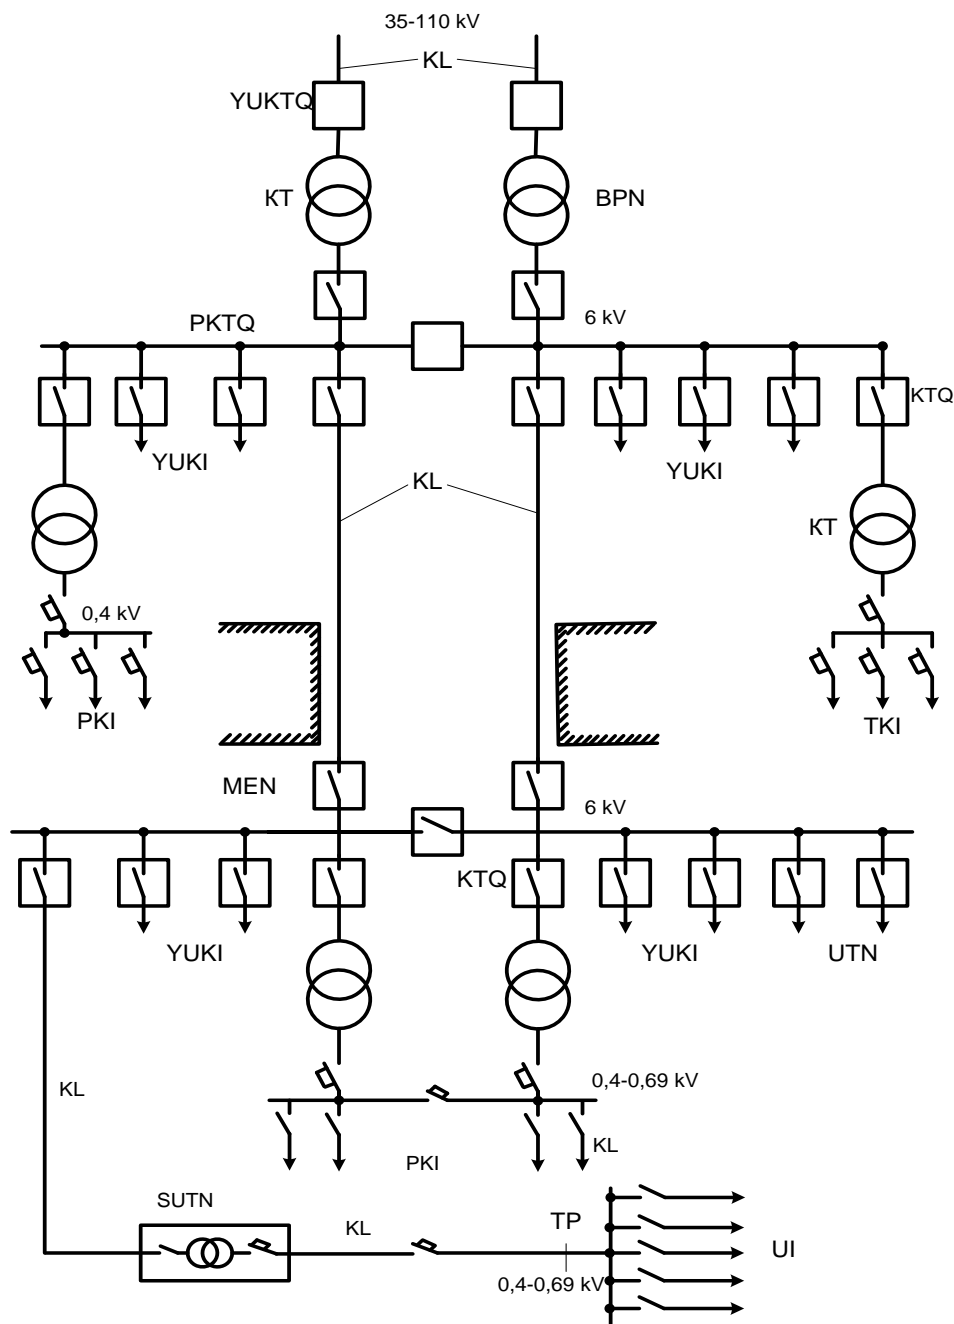 35-110 kV
KL
YUKTQ
KT
BPN
PKTQ
6 kV
KTQ
YUKI
YUKI
KL
KT
0,4 kV
PKI
TKI
MEN
6 kV
KTQ
YUKI
YUKI
UTN
KL
0,4-0,69 kV
PKI
KL
SUTN
KL
TP
UI
0,4-0,69 kV